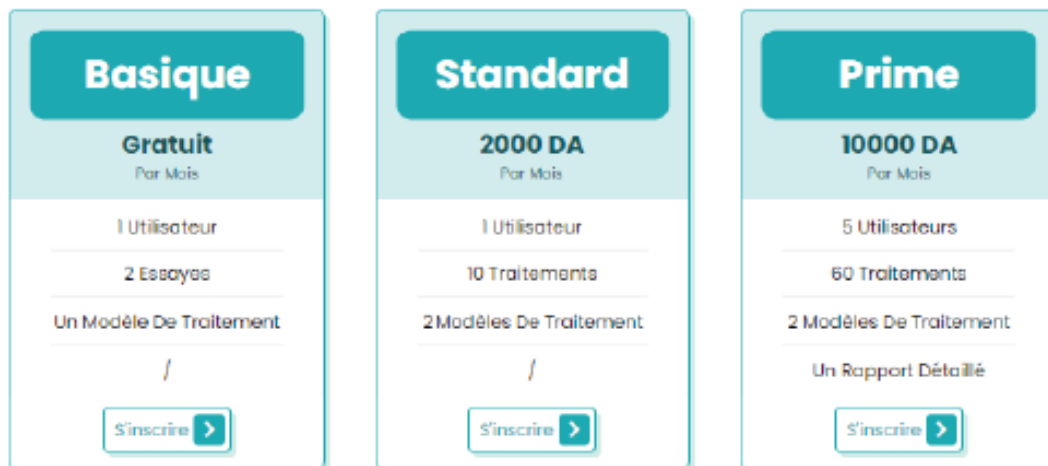 Basique
Gratuit
Par Mois
1 Utilisateur
2 Essayes
Un Modèle De Traitement
/
S'inscrire
Standard
2000 DA
Par Mois
1 Utilisateur
10 Traitements
2 Modèles De Traitement
/
S'inscrire
Prime
10000 DA
Par Mois
5 Utilisateurs
60 Traitements
2 Modèles De Traitement
Un Rapport Détaillé
S'inscrire